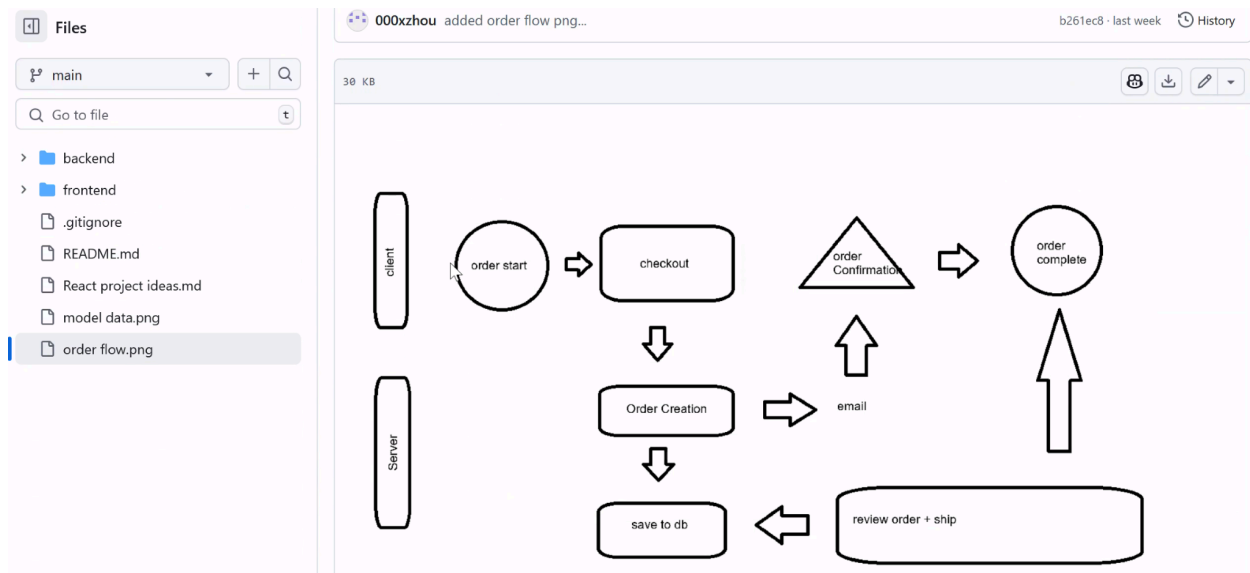 Files
000xzhou added order flow png...
b261ec8 · last week
History
main
30 KB
Go to file
t
backend
frontend
.gitignore
README.md
React project ideas.md
model data.png
order flow.png
client
order start
checkout
order
Confirmation
order
complete
Server
Order Creation
email
save to db
review order + ship